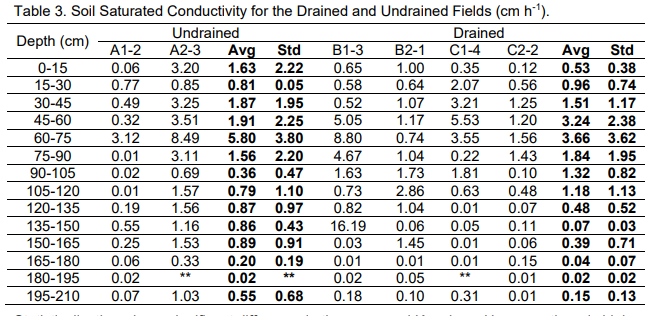 Table 3. Soil Saturated Conductivity for the Drained and Undrained Fields (cm h-1).
Depth (cm) Undrained Drained
A1-2 A2-3 Avg Std B1-3 B2-1 C1-4 C2-2 Avg Std
0-15 0.06 3.20 1.63 2.22 0.65 1.00 0.35 0.12 0.53 0.38
15-30 0.77 0.85 0.81 0.05 0.58 0.64 2.07 0.56 0.96 0.74
30-45 0.49 3.25 1.87 1.95 0.52 1.07 3.21 1.25 1.51 1.17
45-60 0.32 3.51 1.91 2.25 5.05 1.17 5.53 1.20 3.24 2.38
60-75 3.12 8.49 5.80 3.80 8.80 0.74 3.55 1.56 3.66 3.62
75-90 0.01 3.11 1.56 2.20 4.67 1.04 0.22 1.43 1.84 1.95
90-105 0.02 0.69 0.36 0.47 1.63 1.73 1.81 0.10 1.32 0.82
105-120 0.01 1.57 0.79 1.10 0.73 2.86 0.63 0.48 1.18 1.13
120-135 0.19 1.56 0.87 0.97 0.82 1.04 0.01 0.07 0.48 0.52
135-150 0.55 1.16 0.86 0.43 16.19 0.06 0.05 0.11 0.07 0.03
150-165 0.25 1.53 0.89 0.91 0.03 1.45 0.01 0.06 0.39 0.71
165-180 0.06 0.33 0.20 0.19 0.01 0.01 0.01 0.15 0.04 0.07
180-195 0.02 ** 0.02 ** 0.02 0.05 ** 0.01 0.02 0.02
195-210 0.07 1.03 0.55 0.68 0.18 0.10 0.31 0.01 0.15 0.13